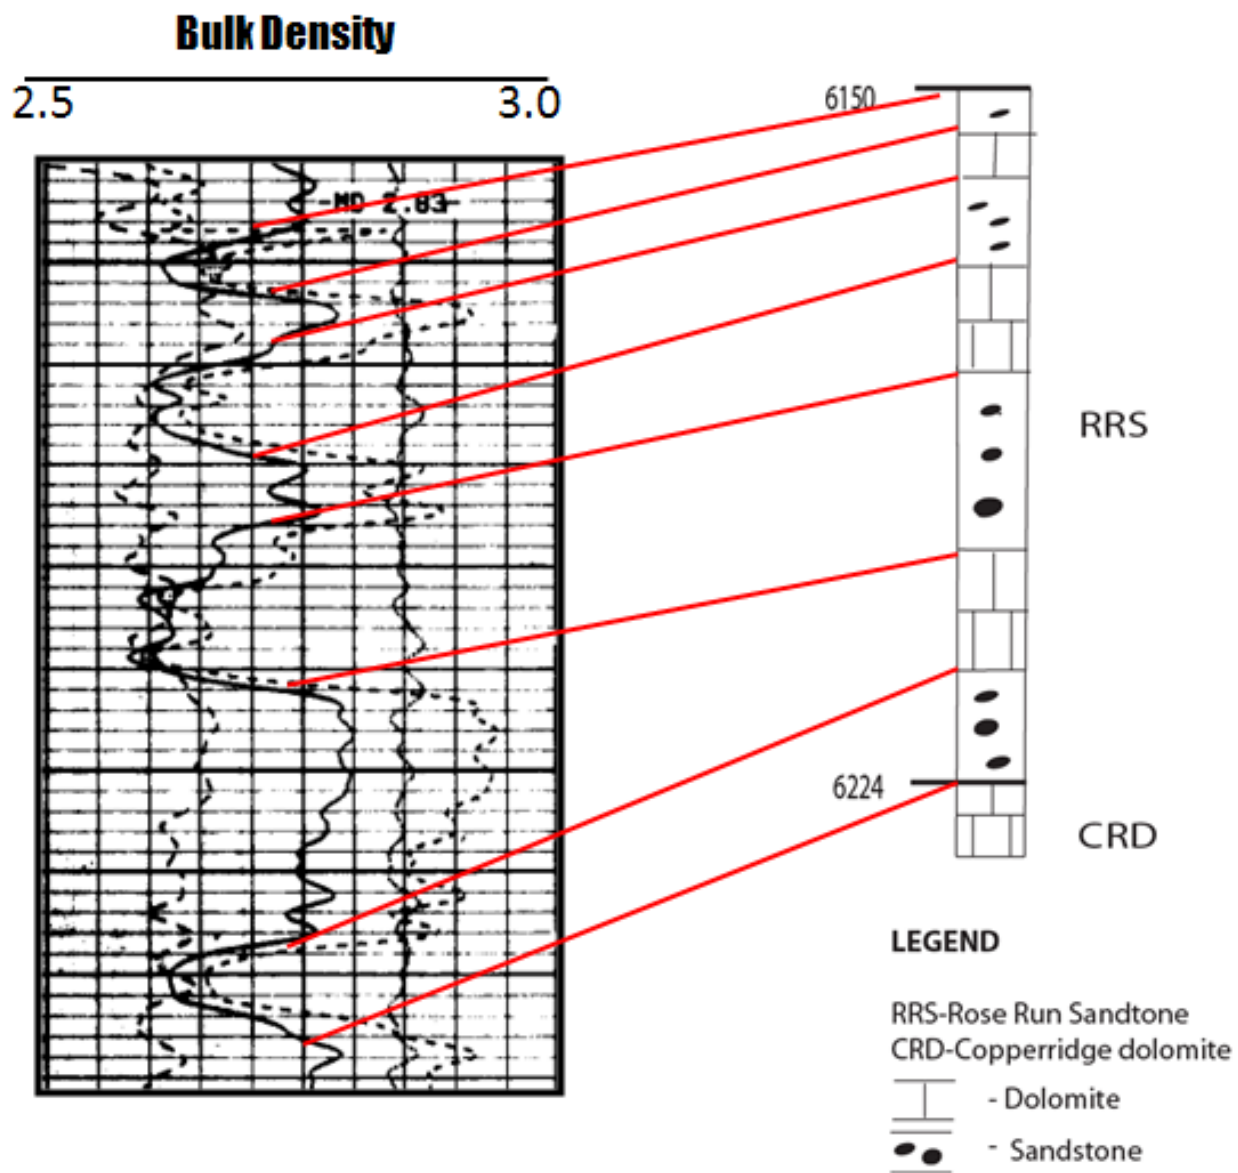 Bulk Density
2.5
3.0
6150
MD 2.83
RRS
6224
CRD
LEGEND
RRS-Rose Run Sandtone
CRD-Copperridge dolomite
- Dolomite
- Sandstone